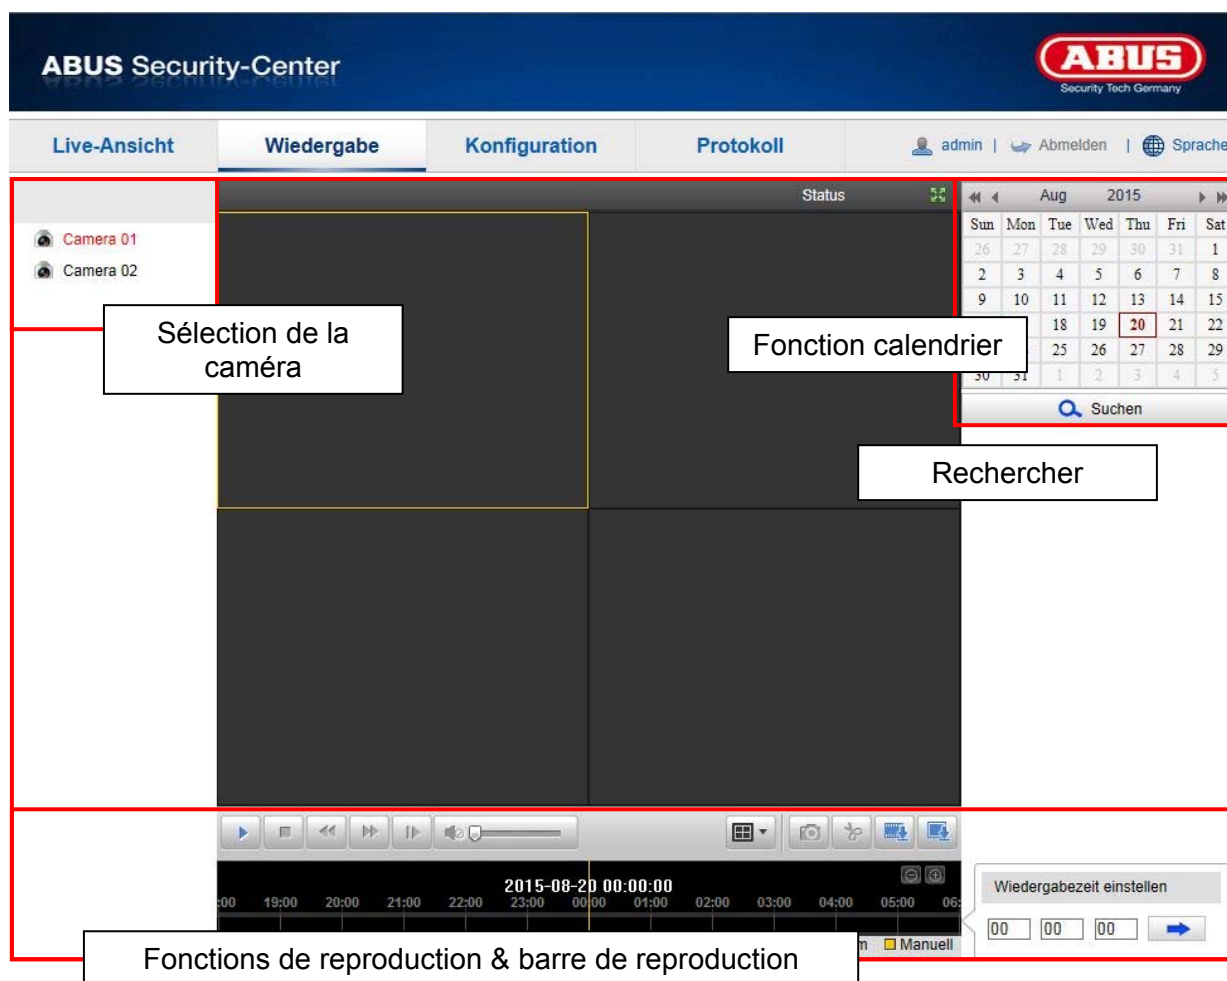 ABUS Security-Center
ABUS
Security Tech Germany
Live-Ansicht
Wiedergabe
Konfiguration
Protokoll
admin | Abmelden | Sprache
Camera 01
Camera 02
Status
Aug 2015
Sun Mon Tue Wed Thu Fri Sat
26 27 28 29 30 31 1
2 3 4 5 6 7 8
9 10 11 12 13 14 15
18 19 20 21 22
25 26 27 28 29
30 31 1 2 3 4 5
Suchen
Sélection de la
caméra
Fonction calendrier
Rechercher
2015-08-20 00:00:00
:00 19:00 20:00 21:00 22:00 23:00 00:00 01:00 02:00 03:00 04:00 05:00 06:
Manuell
Wiedergabezeit einstellen
00 00 00
Fonctions de reproduction & barre de reproduction